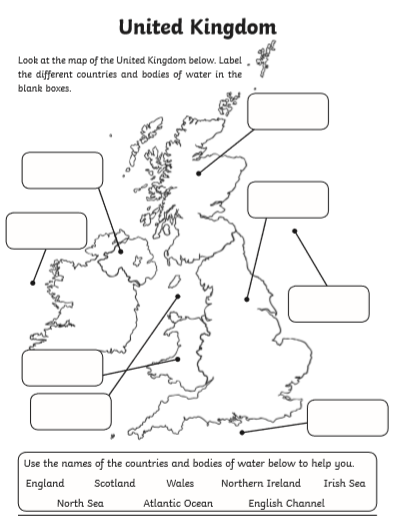 United Kingdom
Look at the map of the United Kingdom below. Label
the different countries and bodies of water in the
blank boxes.
Use the names of the countries and bodies of water below to help you.
England Scotland Wales Northern Ireland Irish Sea
North Sea Atlantic Ocean English Channel